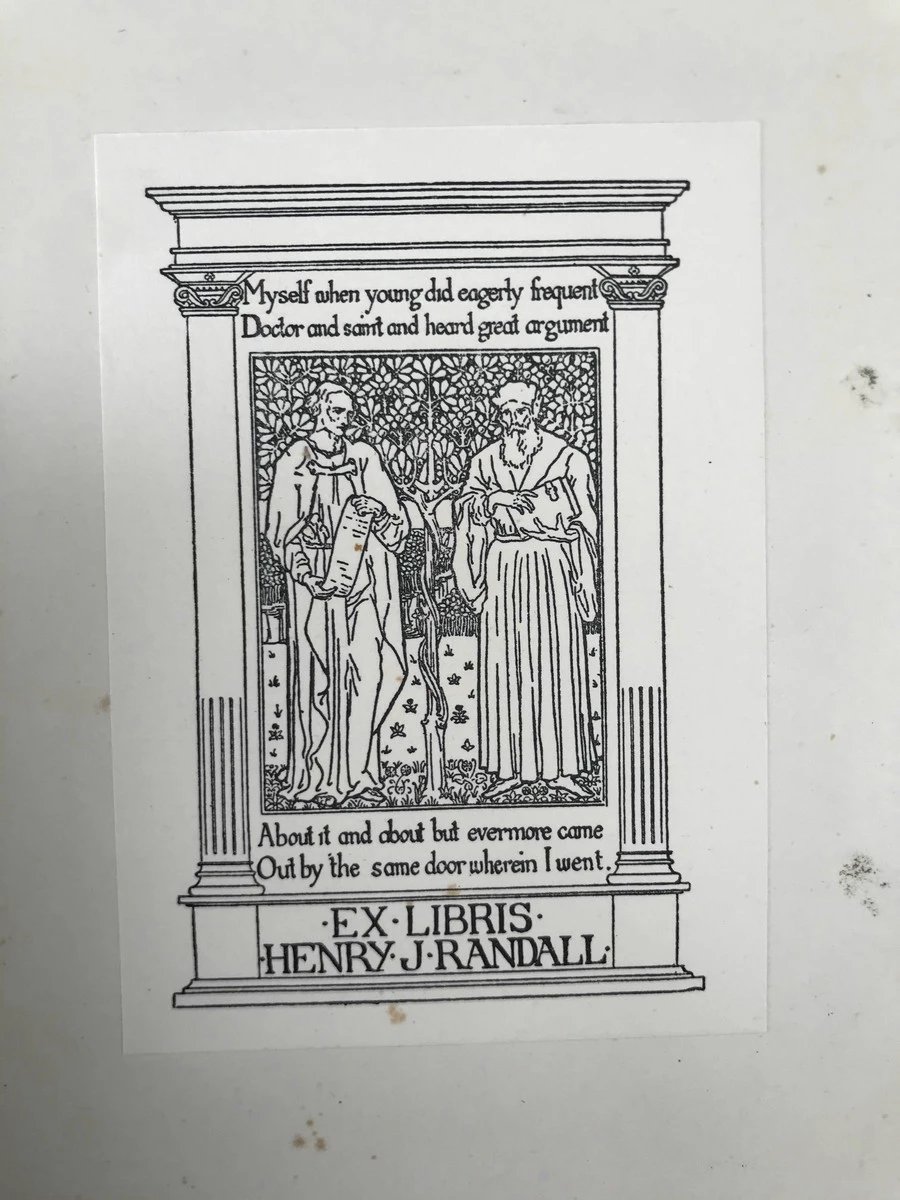 Myself when young did eagerly frequent
Doctor and saint and heard great argument
About it and about but evermore came
Out by the same door wherein I went.
·EX·LIBRIS·
·HENRY·J·RANDALL·